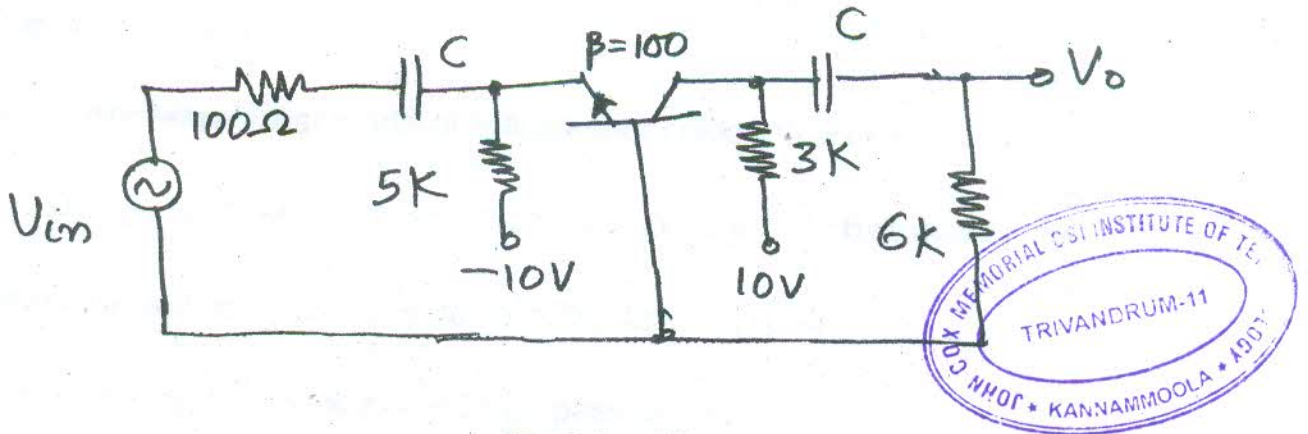 C
β=100
C
Vo
100Ω
5K
3K
Vin
6K
-10V
10V
JOHN COX MEMORIAL CSI INSTITUTE OF TE
LOGY
TRIVANDRUM-11
* KANNAMMOOLA *